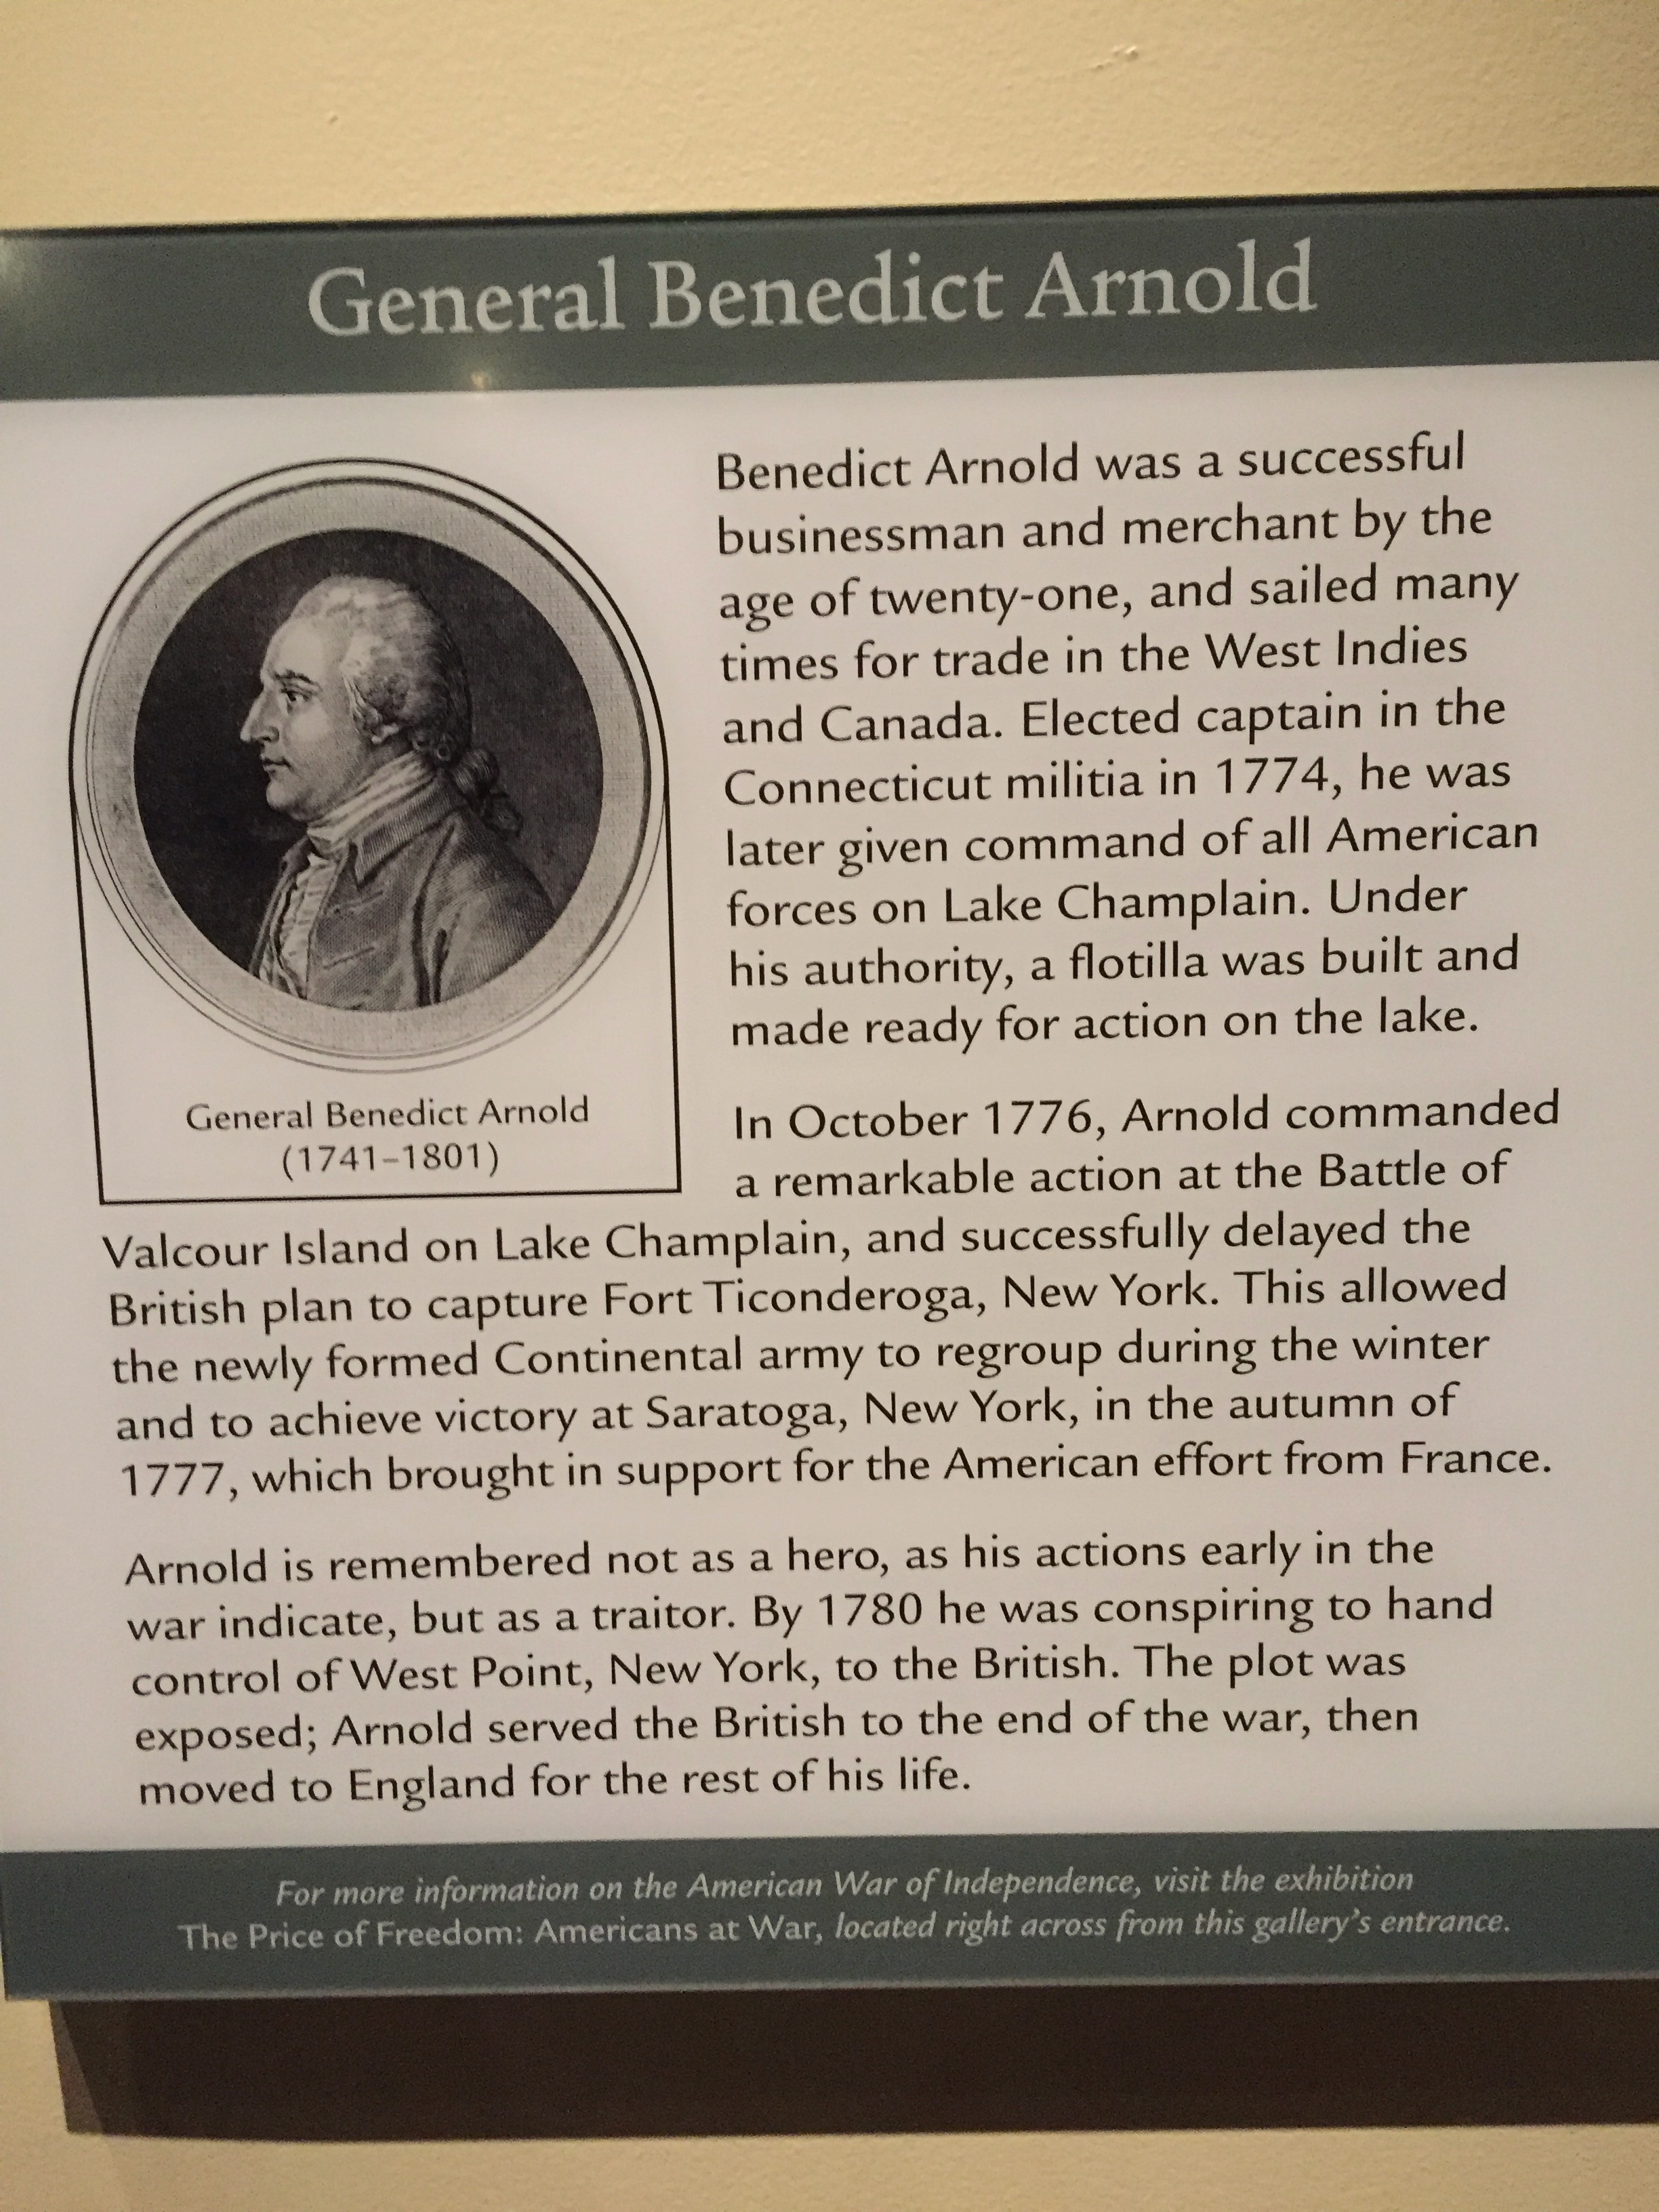 General Benedict Arnold
Benedict Arnold was a successful
businessman and merchant by the
age of twenty-one, and sailed many
times for trade in the West Indies
and Canada. Elected captain in the
Connecticut militia in 1774, he was
later given command of all American
forces on Lake Champlain. Under
his authority, a flotilla was built and
made ready for action on the lake.
General Benedict Arnold
(1741–1801)
In October 1776, Arnold commanded
a remarkable action at the Battle of
Valcour Island on Lake Champlain, and successfully delayed the
British plan to capture Fort Ticonderoga, New York. This allowed
the newly formed Continental army to regroup during the winter
and to achieve victory at Saratoga, New York, in the autumn of
1777, which brought in support for the American effort from France.
Arnold is remembered not as a hero, as his actions early in the
war indicate, but as a traitor. By 1780 he was conspiring to hand
control of West Point, New York, to the British. The plot was
exposed; Arnold served the British to the end of the war, then
moved to England for the rest of his life.
For more information on the American War of Independence, visit the exhibition
The Price of Freedom: Americans at War, located right across from this gallery's entrance.